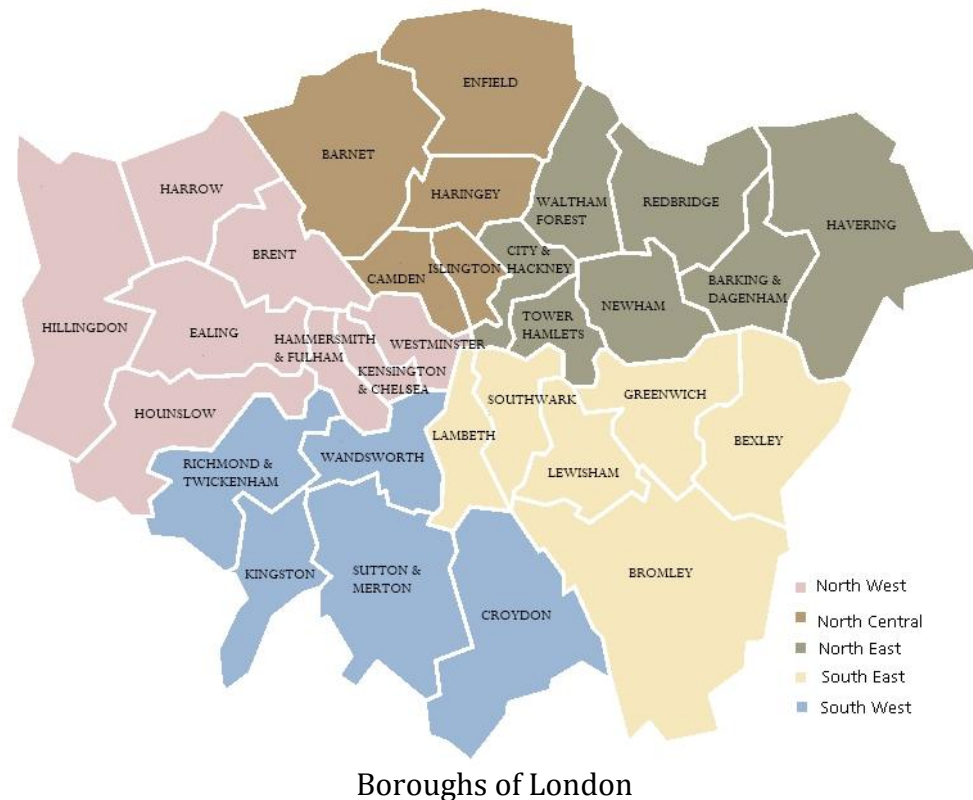 ENFIELD
BARNET
HARROW
HARINGEY
WALTHAM
FOREST
REDBRIDGE
HAVERING
BRENT
CITY &
HACKNEY
CAMDEN
ISLINGTON
BARKING &
DAGENHAM
NEWHAM
HILLINGDON
EALING
TOWER
HAMLETS
HAMMERSMITH
& FULHAM
WESTMINSTER
KENSINGTON
& CHELSEA
SOUTHWARK
GREENWICH
HOUNSLOW
LAMBETH
BEXLEY
RICHMOND &
TWICKENHAM
WANDSWORTH
LEWISHAM
KINGSTON
SUTTON &
MERTON
BROMLEY
CROYDON
North West
North Central
North East
South East
South West
Boroughs of London